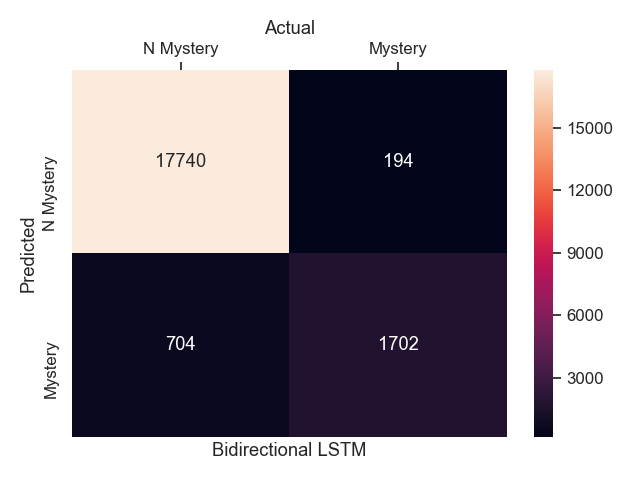 Actual
N Mystery Mystery
Predicted
N Mystery
17740 194
Mystery
704 1702
Bidirectional LSTM
15000
12000
9000
6000
3000